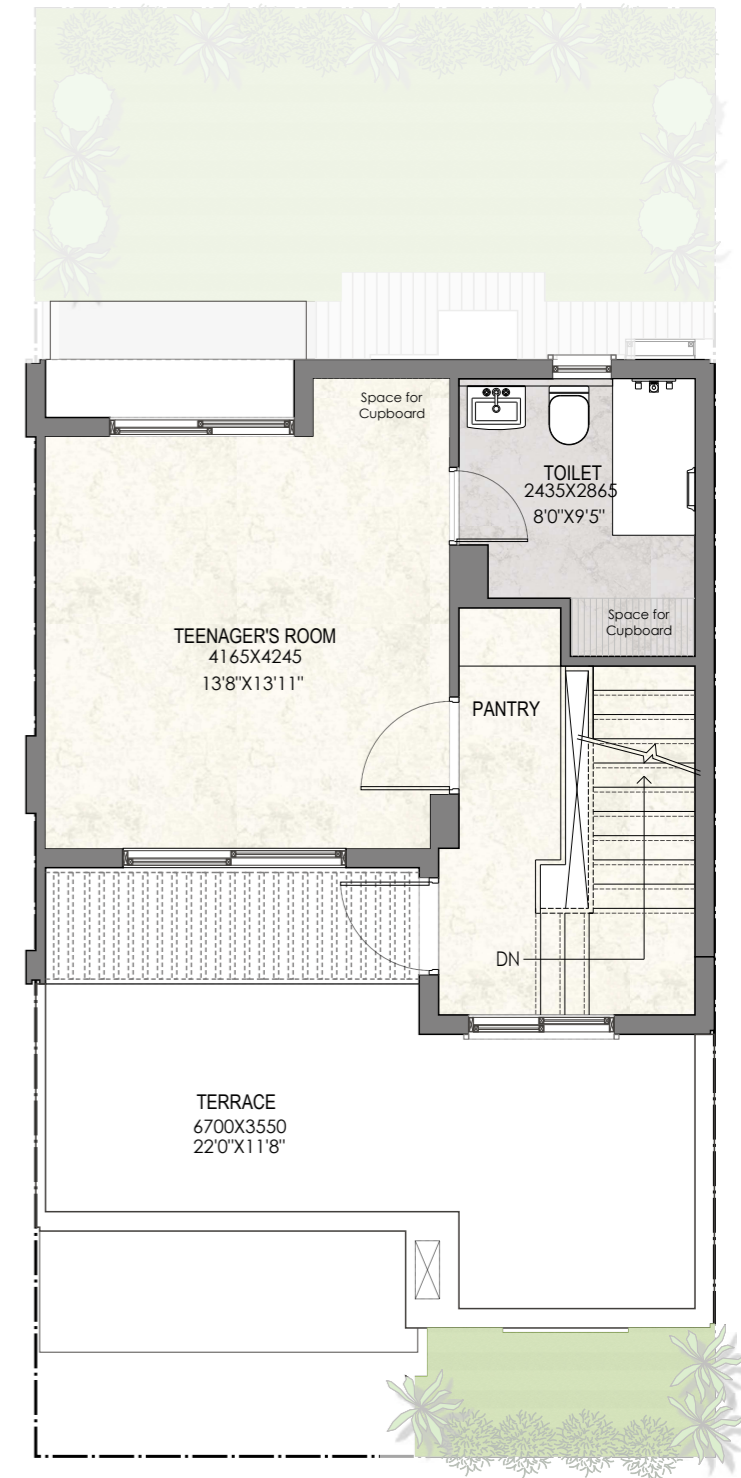 Space for
Cupboard
TOILET
2435X2865
8'0"X9'5"
Space for
Cupboard
TEENAGER'S ROOM
4165X4245
13'8"X13'11"
PANTRY
DN
TERRACE
6700X3550
22'0"X11'8"